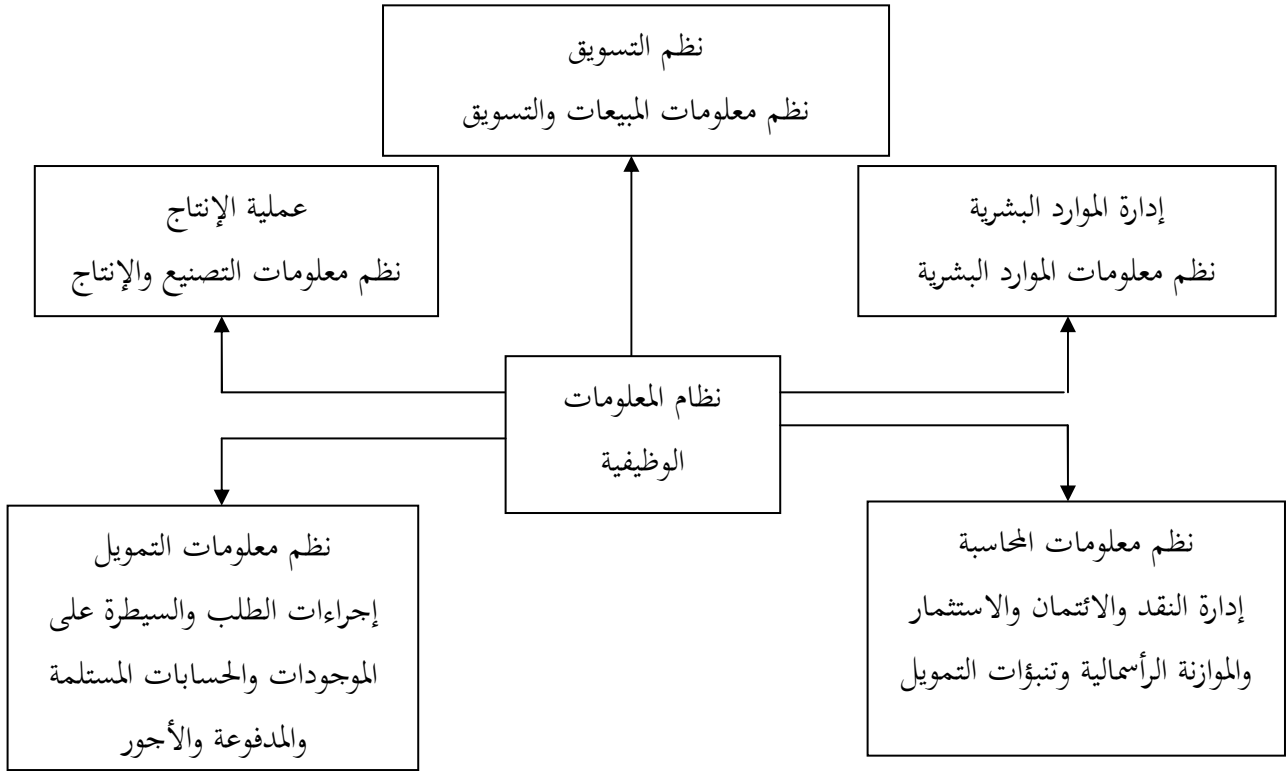 نظم التسويق
نظم معلومات المبيعات والتسويق
إدارة الموارد البشرية
نظم معلومات الموارد البشرية
عملية الإنتاج
نظم معلومات التصنيع والإنتاج
نظام المعلومات
الوظيفية
نظم معلومات المحاسبة
إدارة النقد والائتمان والاستثمار
والموازنة الرأسمالية وتنبؤات التمويل
نظم معلومات التمويل
إجراءات الطلب والسيطرة على
الموجودات والحسابات المستلمة
والمدفوعة والأجور